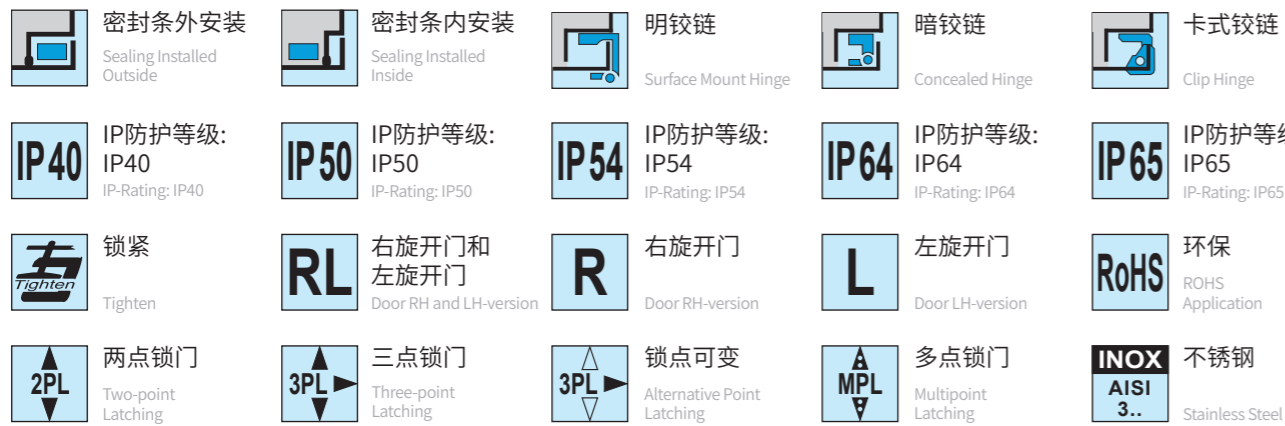 密封条外安装
Sealing Installed
Outside
密封条内安装
Sealing Installed
Inside
明铰链
Surface Mount Hinge
暗铰链
Concealed Hinge
卡式铰链
Clip Hinge
IP40
IP防护等级:
IP40
IP-Rating: IP40
IP50
IP防护等级:
IP50
IP-Rating: IP50
IP54
IP防护等级:
IP54
IP-Rating: IP54
IP64
IP防护等级:
IP64
IP-Rating: IP64
IP65
IP防护等级
IP65
IP-Rating: IP65
Tighten
锁紧
Tighten
RL
右旋开门和
左旋开门
Door RH and LH-version
R
右旋开门
Door RH-version
L
左旋开门
Door LH-version
RoHS
环保
ROHS
Application
2PL
两点锁门
Two-point
Latching
3PL
三点锁门
Three-point
Latching
3PL
锁点可变
Alternative Point
Latching
MPL
多点锁门
Multipoint
Latching
INOX
AISI
3..
不锈钢
Stainless Steel